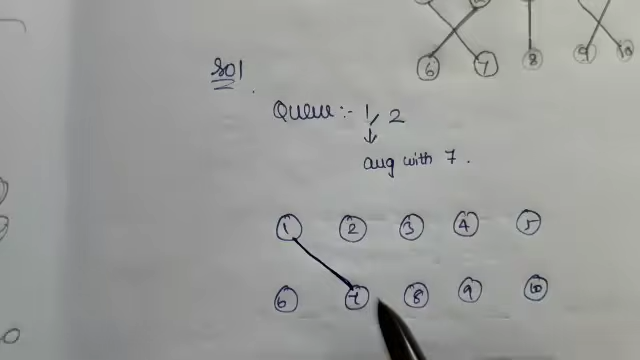 6 7 8 9 10
Sol
Queue :- 1, 2
aug with 7.
1 2 3 4 5
6 7 8 9 10